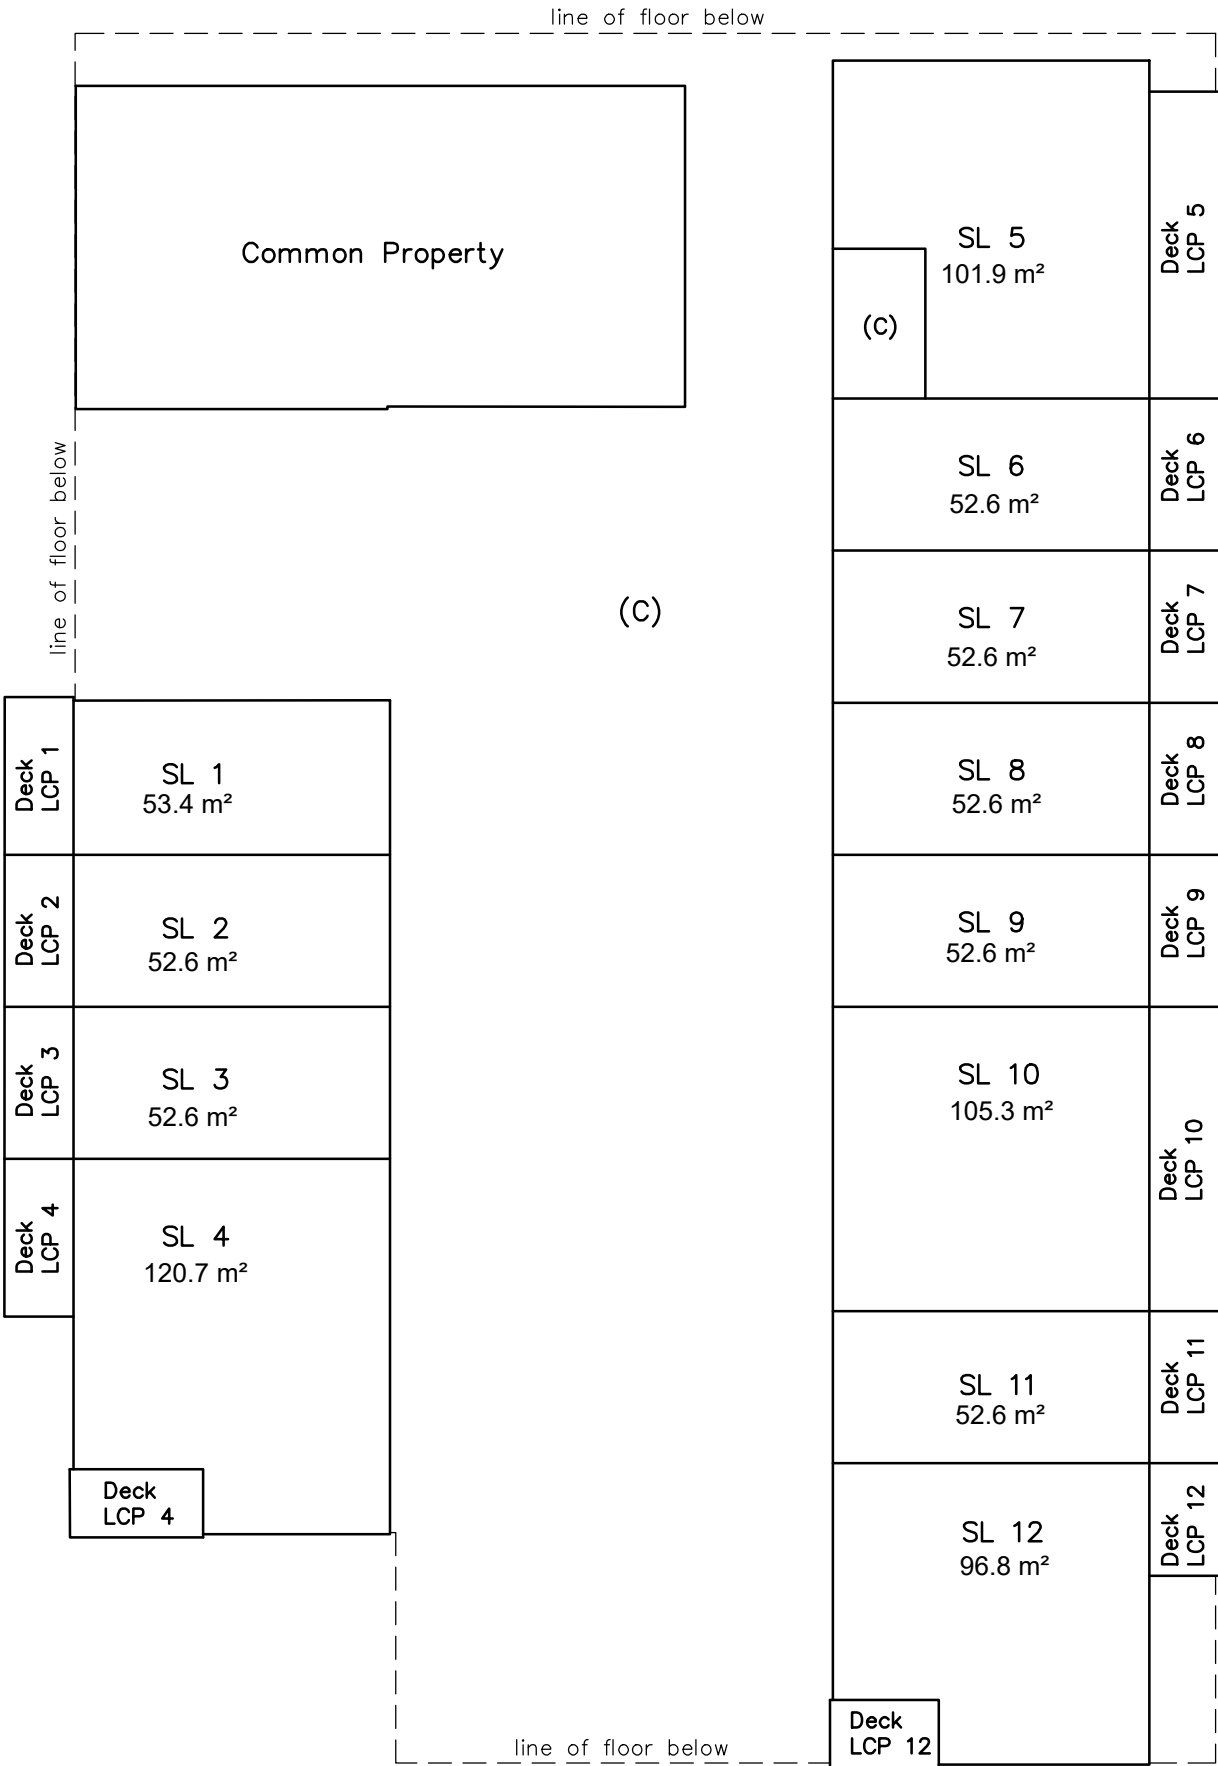 line of floor below
Common Property
SL 5
101.9 m²
Deck
LCP 5
(C)
line of floor below
SL 6
52.6 m²
Deck
LCP 6
(C)
SL 7
52.6 m²
Deck
LCP 7
Deck
LCP 1
SL 1
53.4 m²
SL 8
52.6 m²
Deck
LCP 8
Deck
LCP 2
SL 2
52.6 m²
SL 9
52.6 m²
Deck
LCP 9
Deck
LCP 3
SL 3
52.6 m²
SL 10
105.3 m²
Deck
LCP 10
Deck
LCP 4
SL 4
120.7 m²
SL 11
52.6 m²
Deck
LCP 11
Deck
LCP 4
SL 12
96.8 m²
Deck
LCP 12
line of floor below
Deck
LCP 12